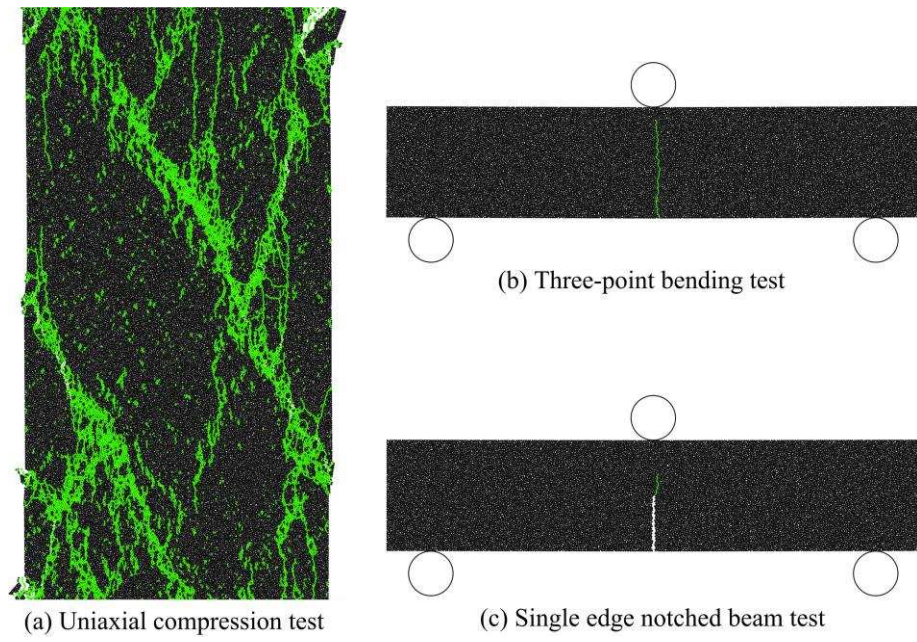 (a) Uniaxial compression test
(b) Three-point bending test
(c) Single edge notched beam test